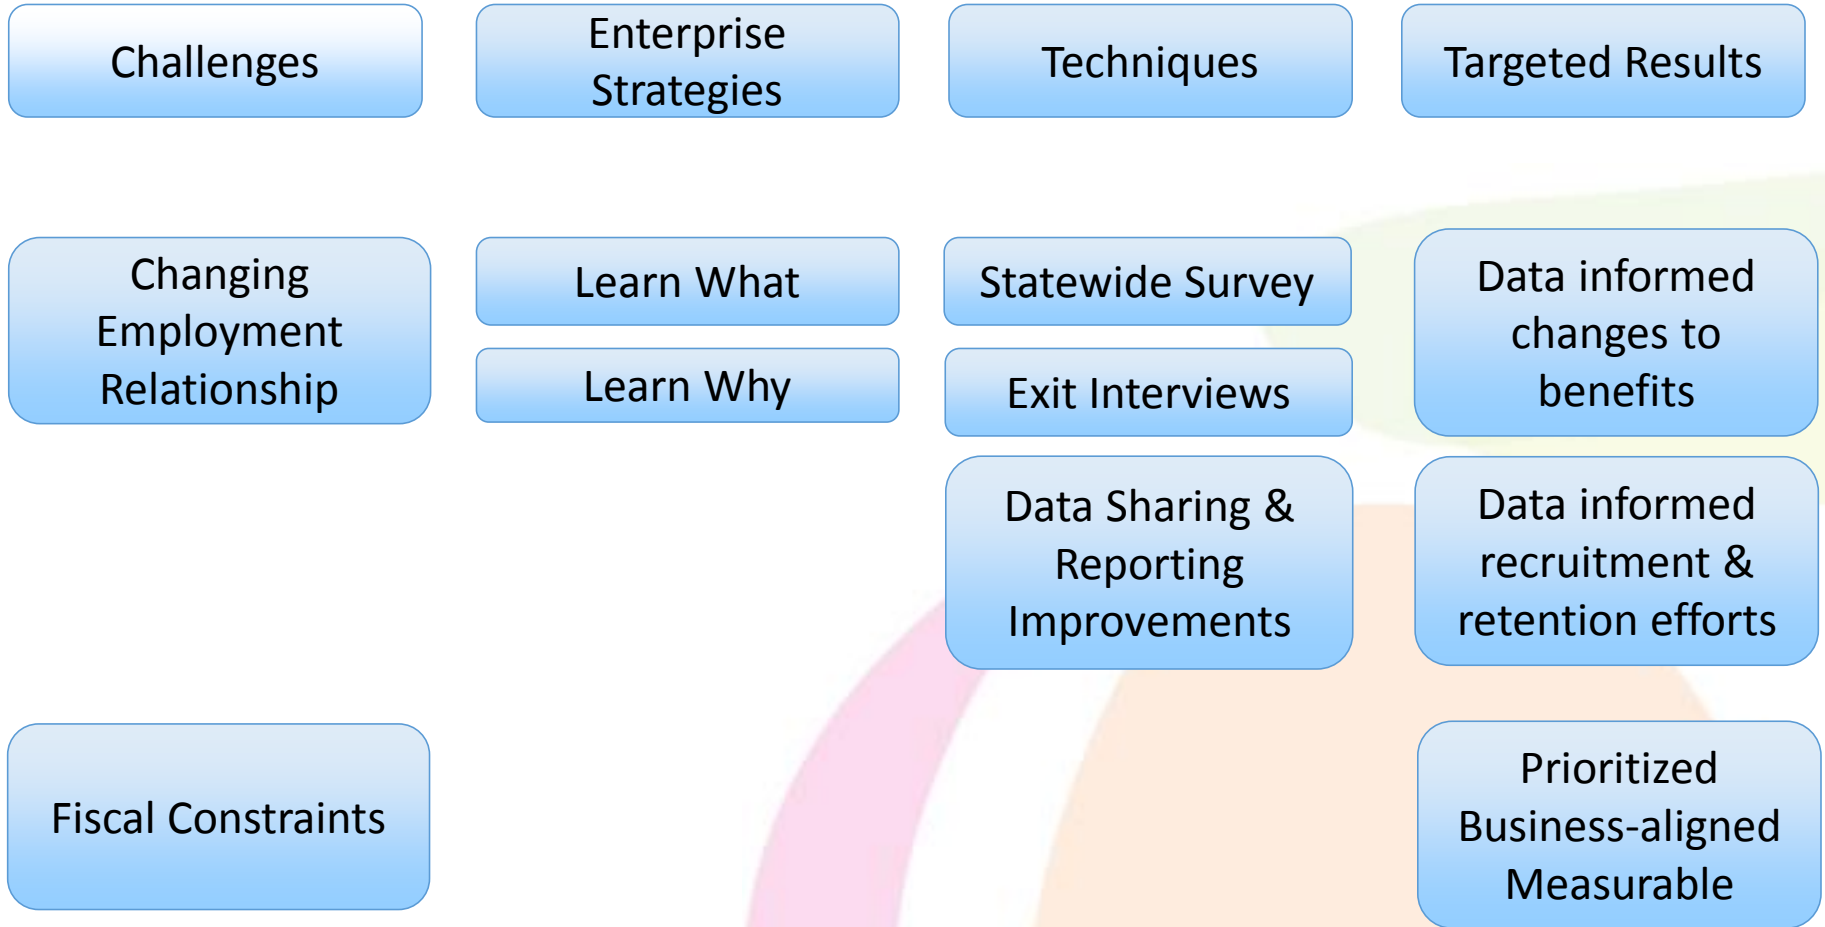 Challenges
Enterprise
Strategies
Techniques
Targeted Results
Changing
Employment
Relationship
Learn What
Learn Why
Statewide Survey
Exit Interviews
Data Sharing &
Reporting
Improvements
Data informed
changes to
benefits
Data informed
recruitment &
retention efforts
Fiscal Constraints
Prioritized
Business-aligned
Measurable